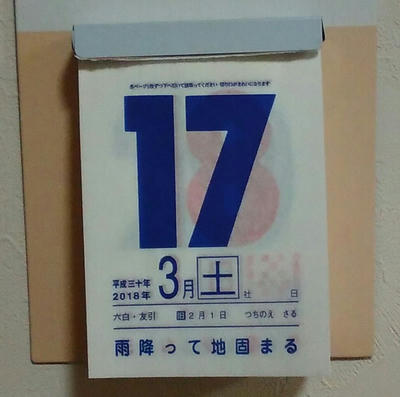 17
平成三十年
2018年
3月 土 社 日
六白・友引 旧2月1日 つちのえ さる
雨降って地固まる